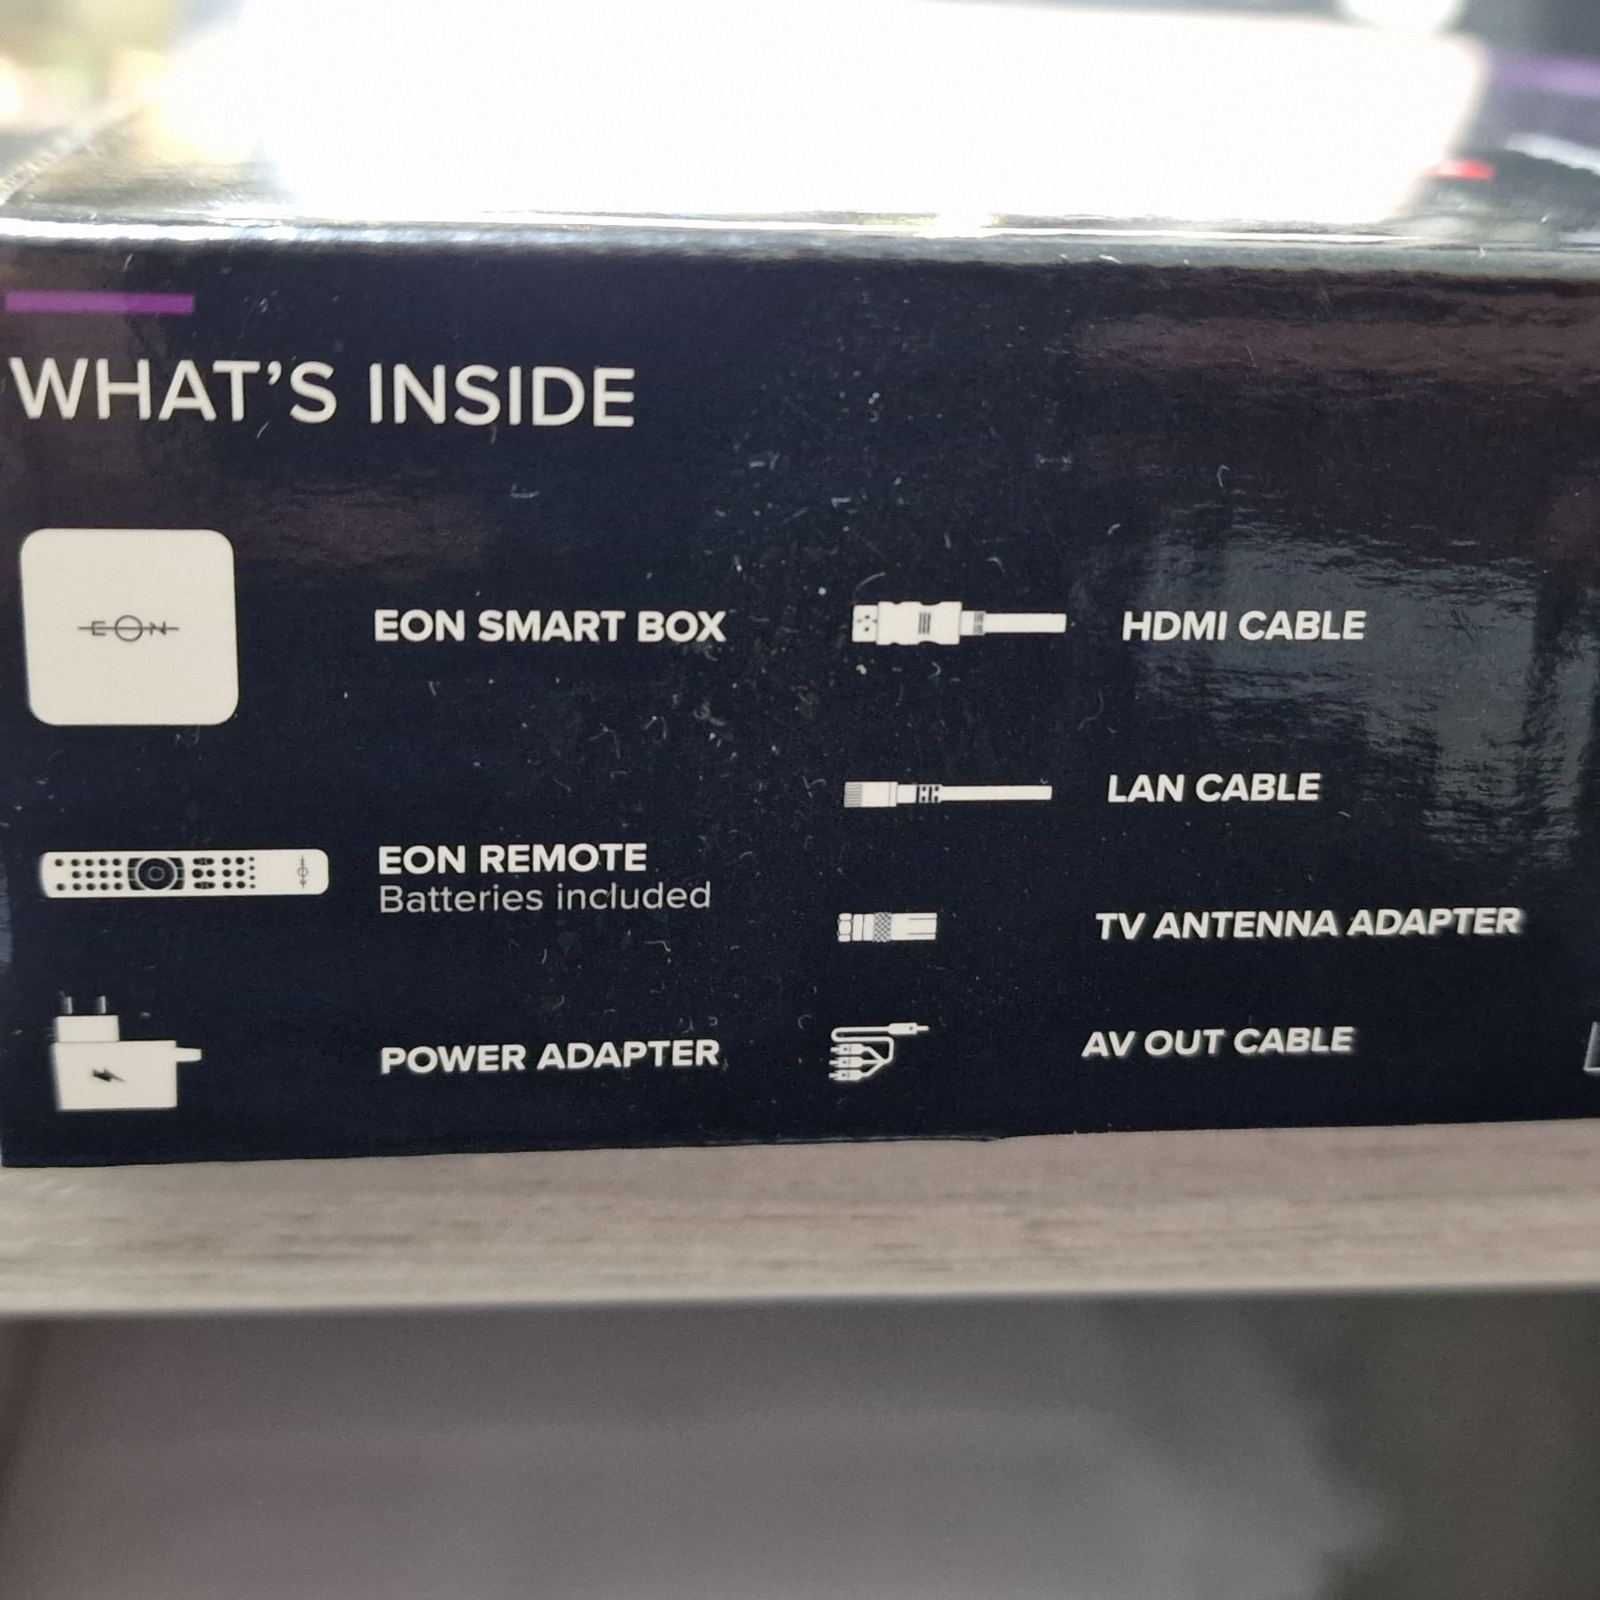 WHAT'S INSIDE
EON
EON SMART BOX
EON REMOTE
Batteries included
POWER ADAPTER
HDMI CABLE
LAN CABLE
TV ANTENNA ADAPTER
AV OUT CABLE